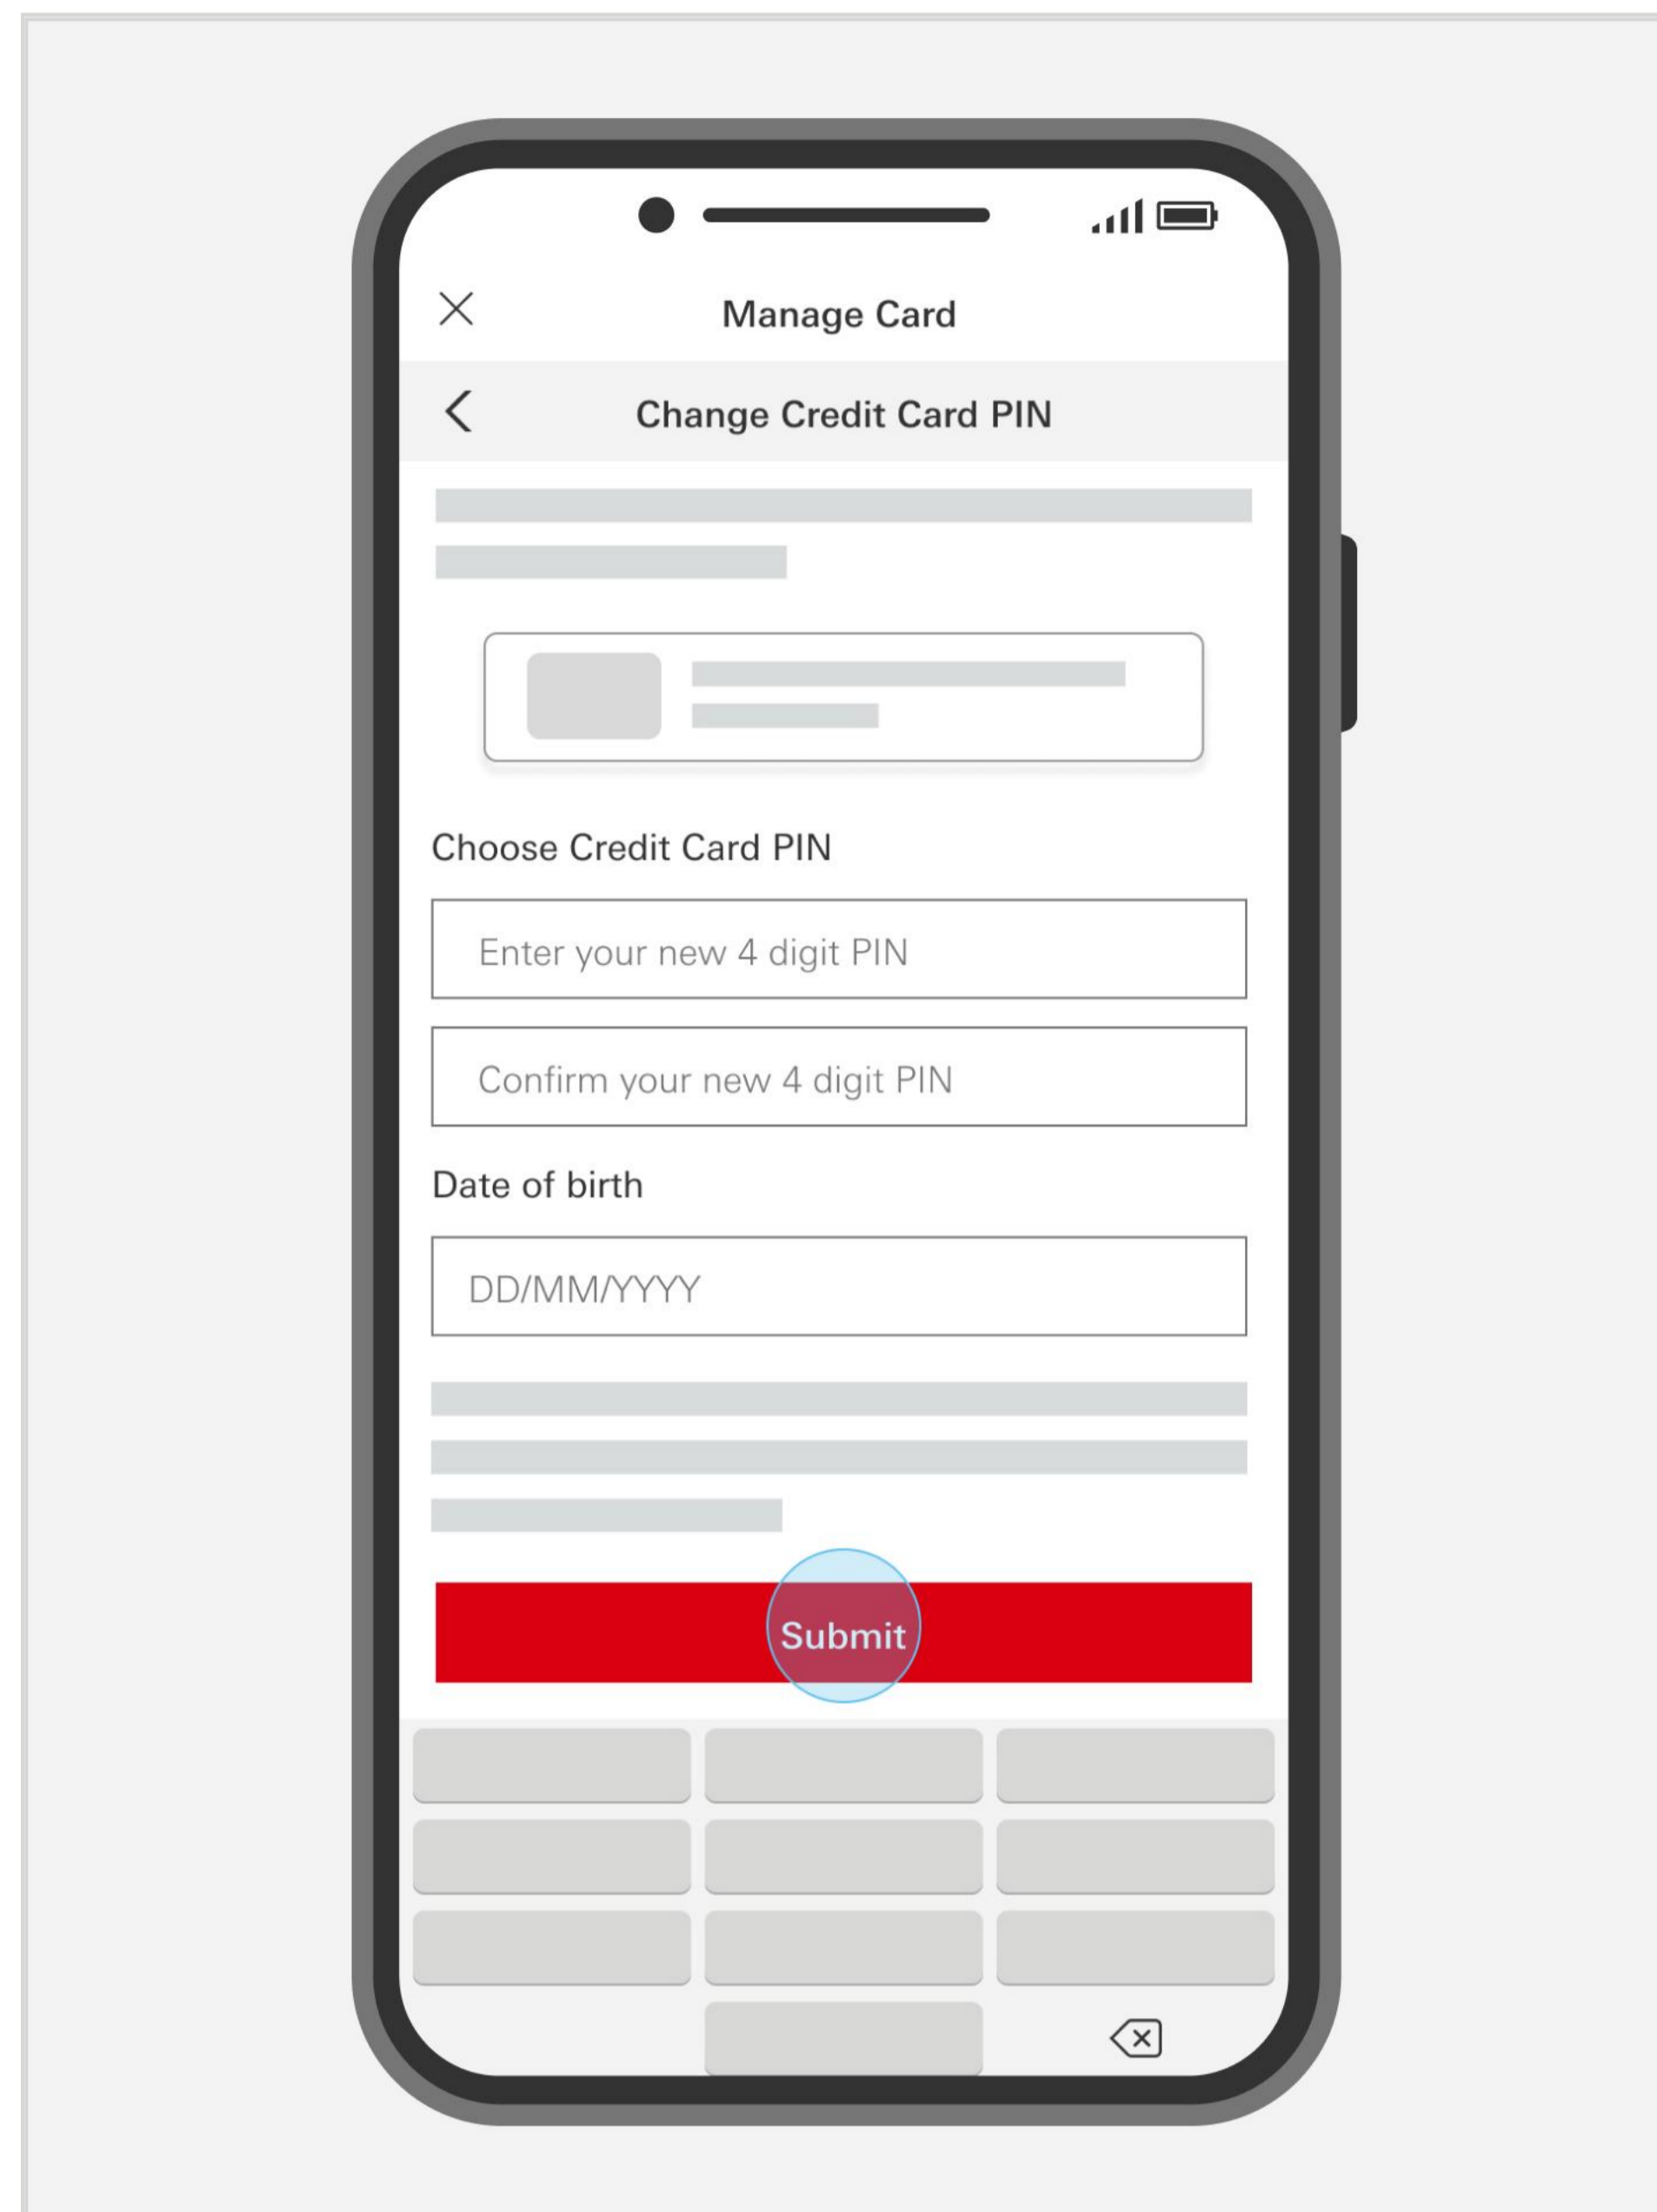 Manage Card
Change Credit Card PIN
Choose Credit Card PIN
Enter your new 4 digit PIN
Confirm your new 4 digit PIN
Date of birth
DD/MM/YYYY
Submit